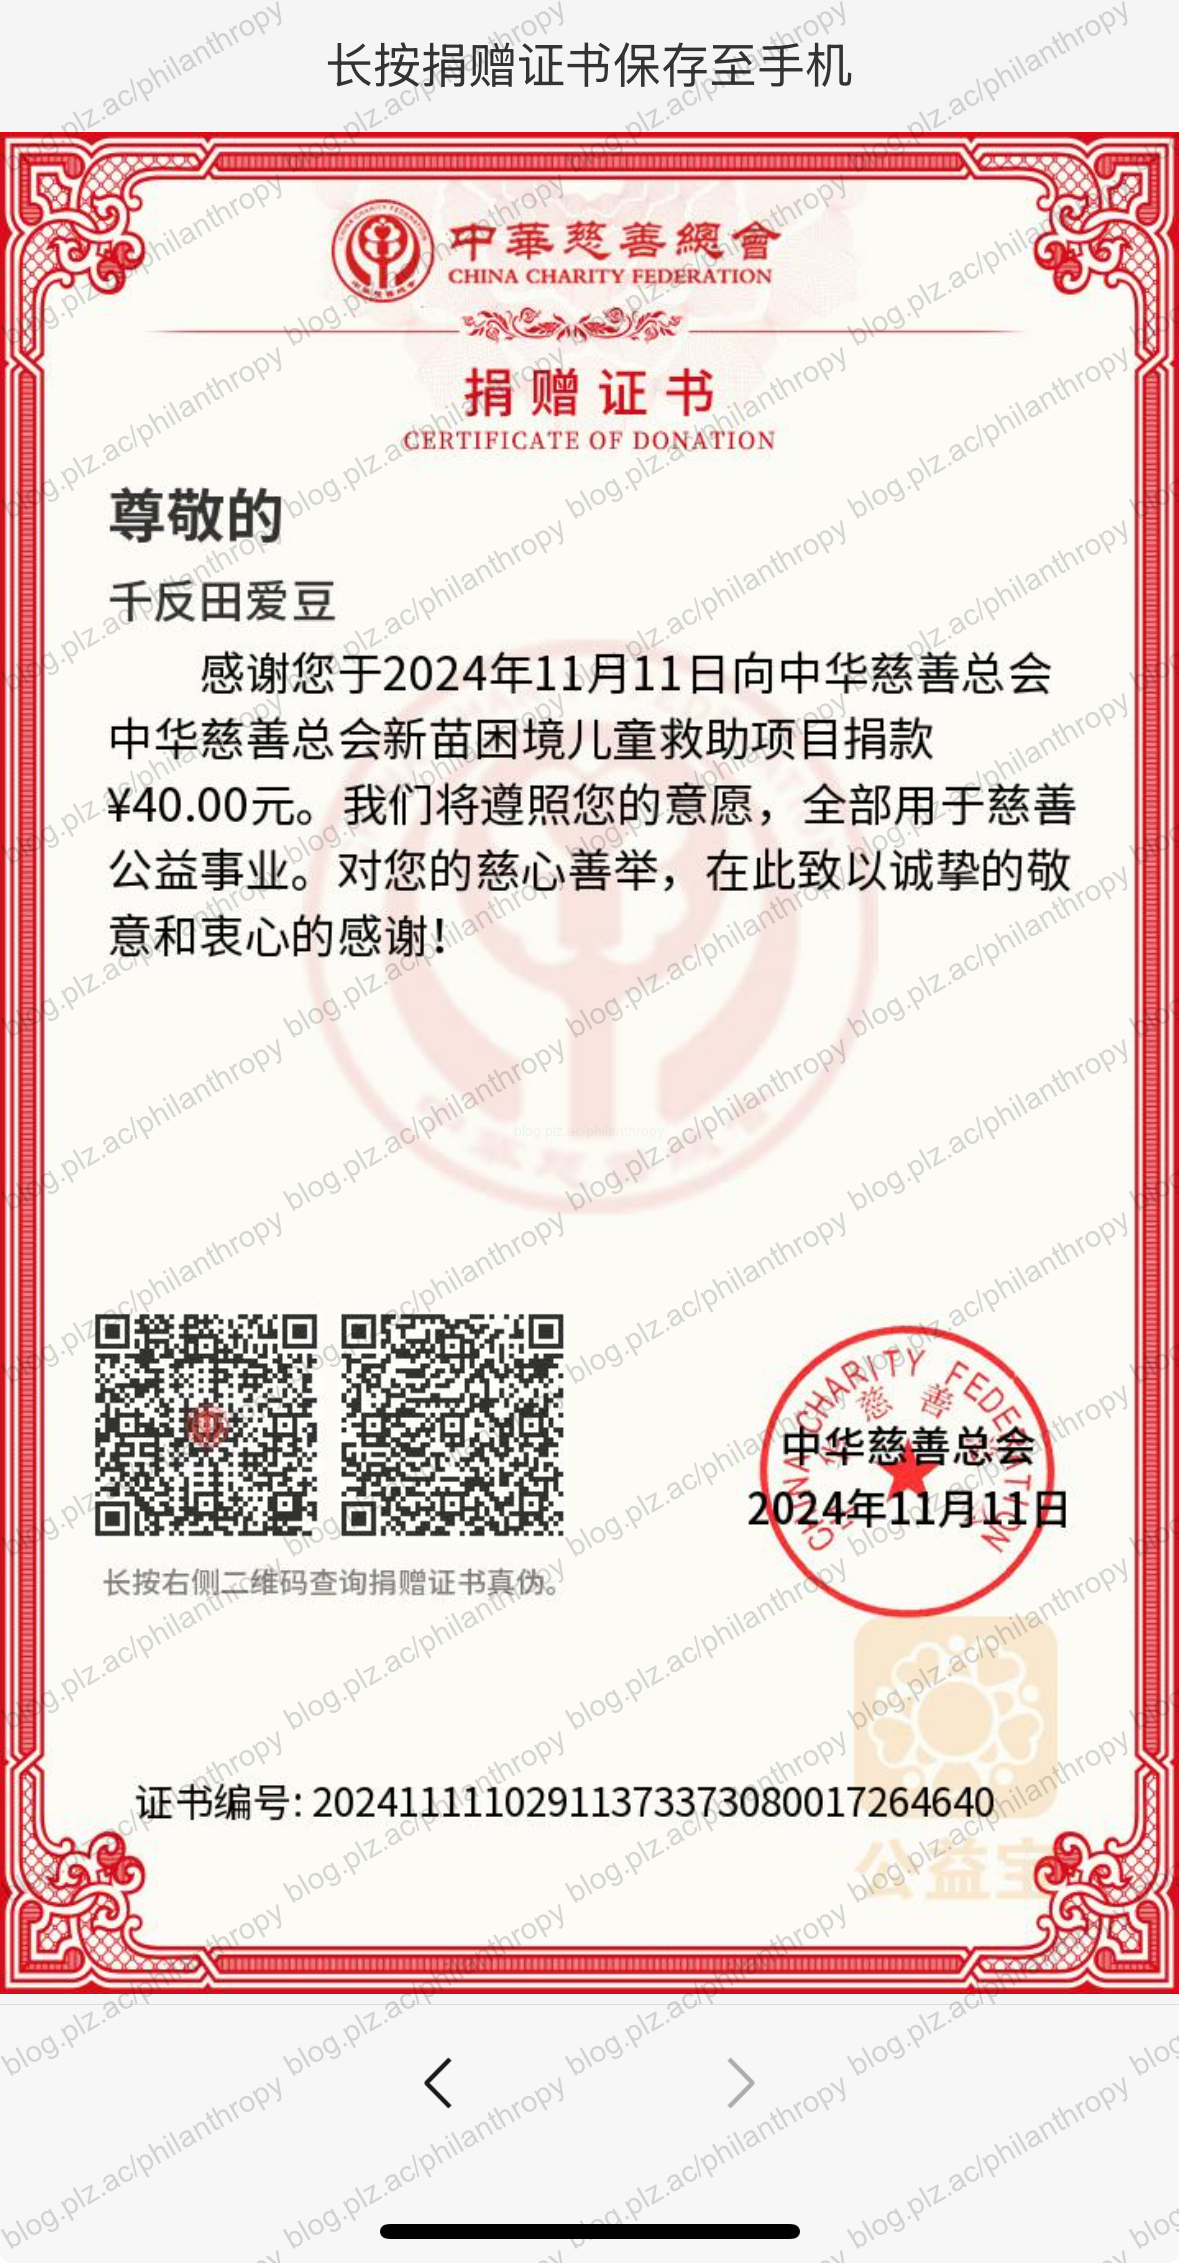 长按捐赠证书保存至手机
中華慈善總會
CHINA CHARITY FEDERATION
捐赠证书
CERTIFICATE OF DONATION
尊敬的
千反田爱豆
感谢您于2024年11月11日向中华慈善总会
中华慈善总会新苗困境儿童救助项目捐款
¥40.00元。我们将遵照您的意愿，全部用于慈善
公益事业。对您的慈心善举，在此致以诚挚的敬
意和衷心的感谢！
blog.plz.ac/philanthropy
CHINA CHARITY FEDERATION
中华慈善总会
2024年11月11日
长按右侧二维码查询捐赠证书真伪。
证书编号: 20241111102911373373080017264640
公益宝